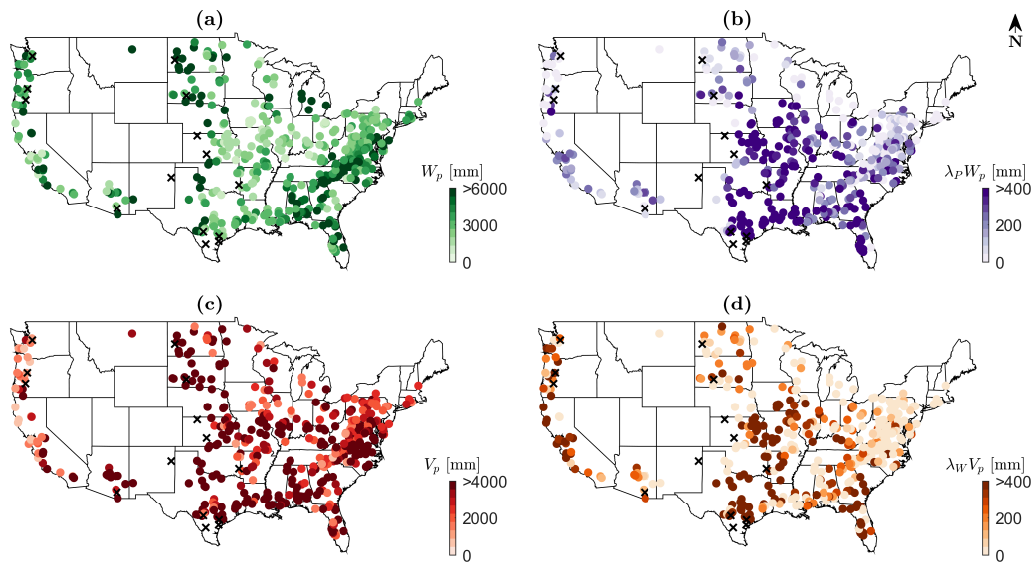 (a)
(b)
N
W_p [mm]
>6000
3000
0
λ_P W_p [mm]
>400
200
0
(c)
(d)
V_p [mm]
>4000
2000
0
λ_W V_p [mm]
>400
200
0